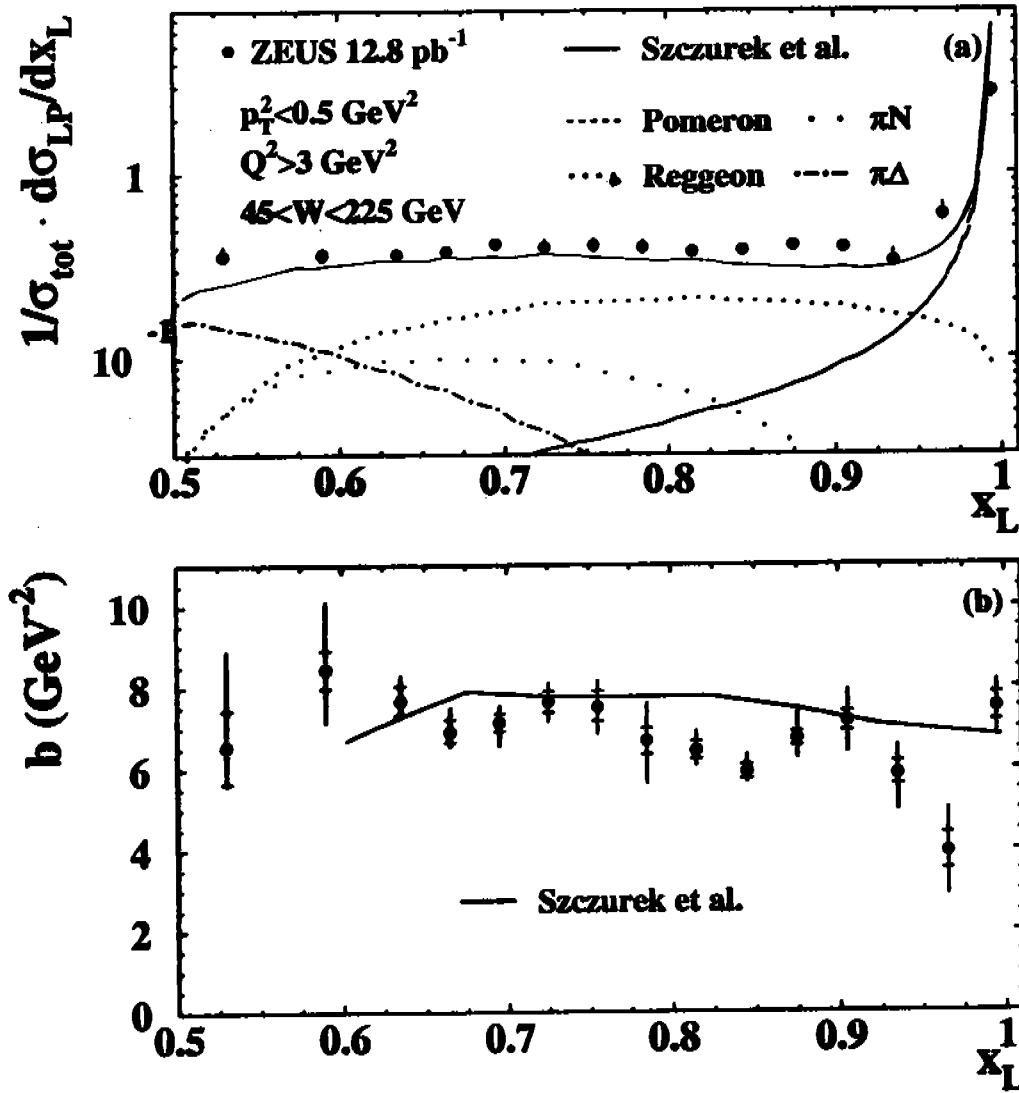 1/σtot · dσLP/dxL
1
10
-1
ZEUS 12.8 pb-1
p2T<0.5 GeV2
Q2>3 GeV2
45<W<225 GeV
Szczurek et al.
(a)
Pomeron
πN
Reggeon
πΔ
0.5 0.6 0.7 0.8 0.9 1
xL
b (GeV-2)
10
8
6
4
2
0
(b)
Szczurek et al.
0.5 0.6 0.7 0.8 0.9 1
xL